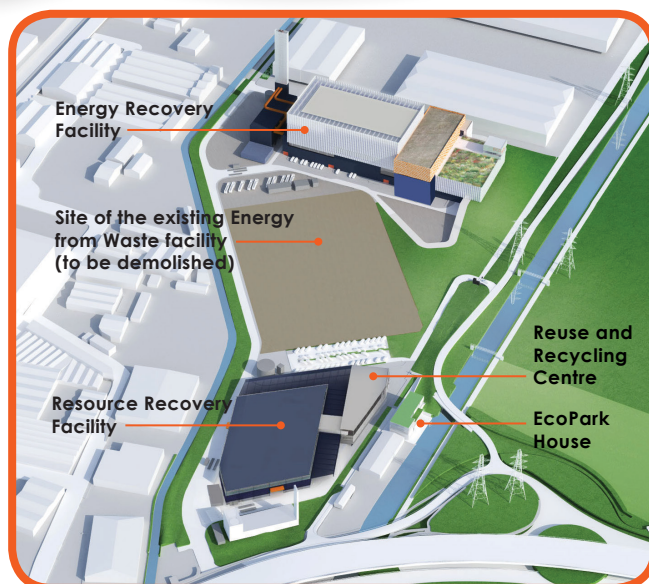 Energy Recovery
Facility
Site of the existing Energy
from Waste facility
(to be demolished)
Reuse and
Recycling
Centre
Resource Recovery
Facility
EcoPark
House